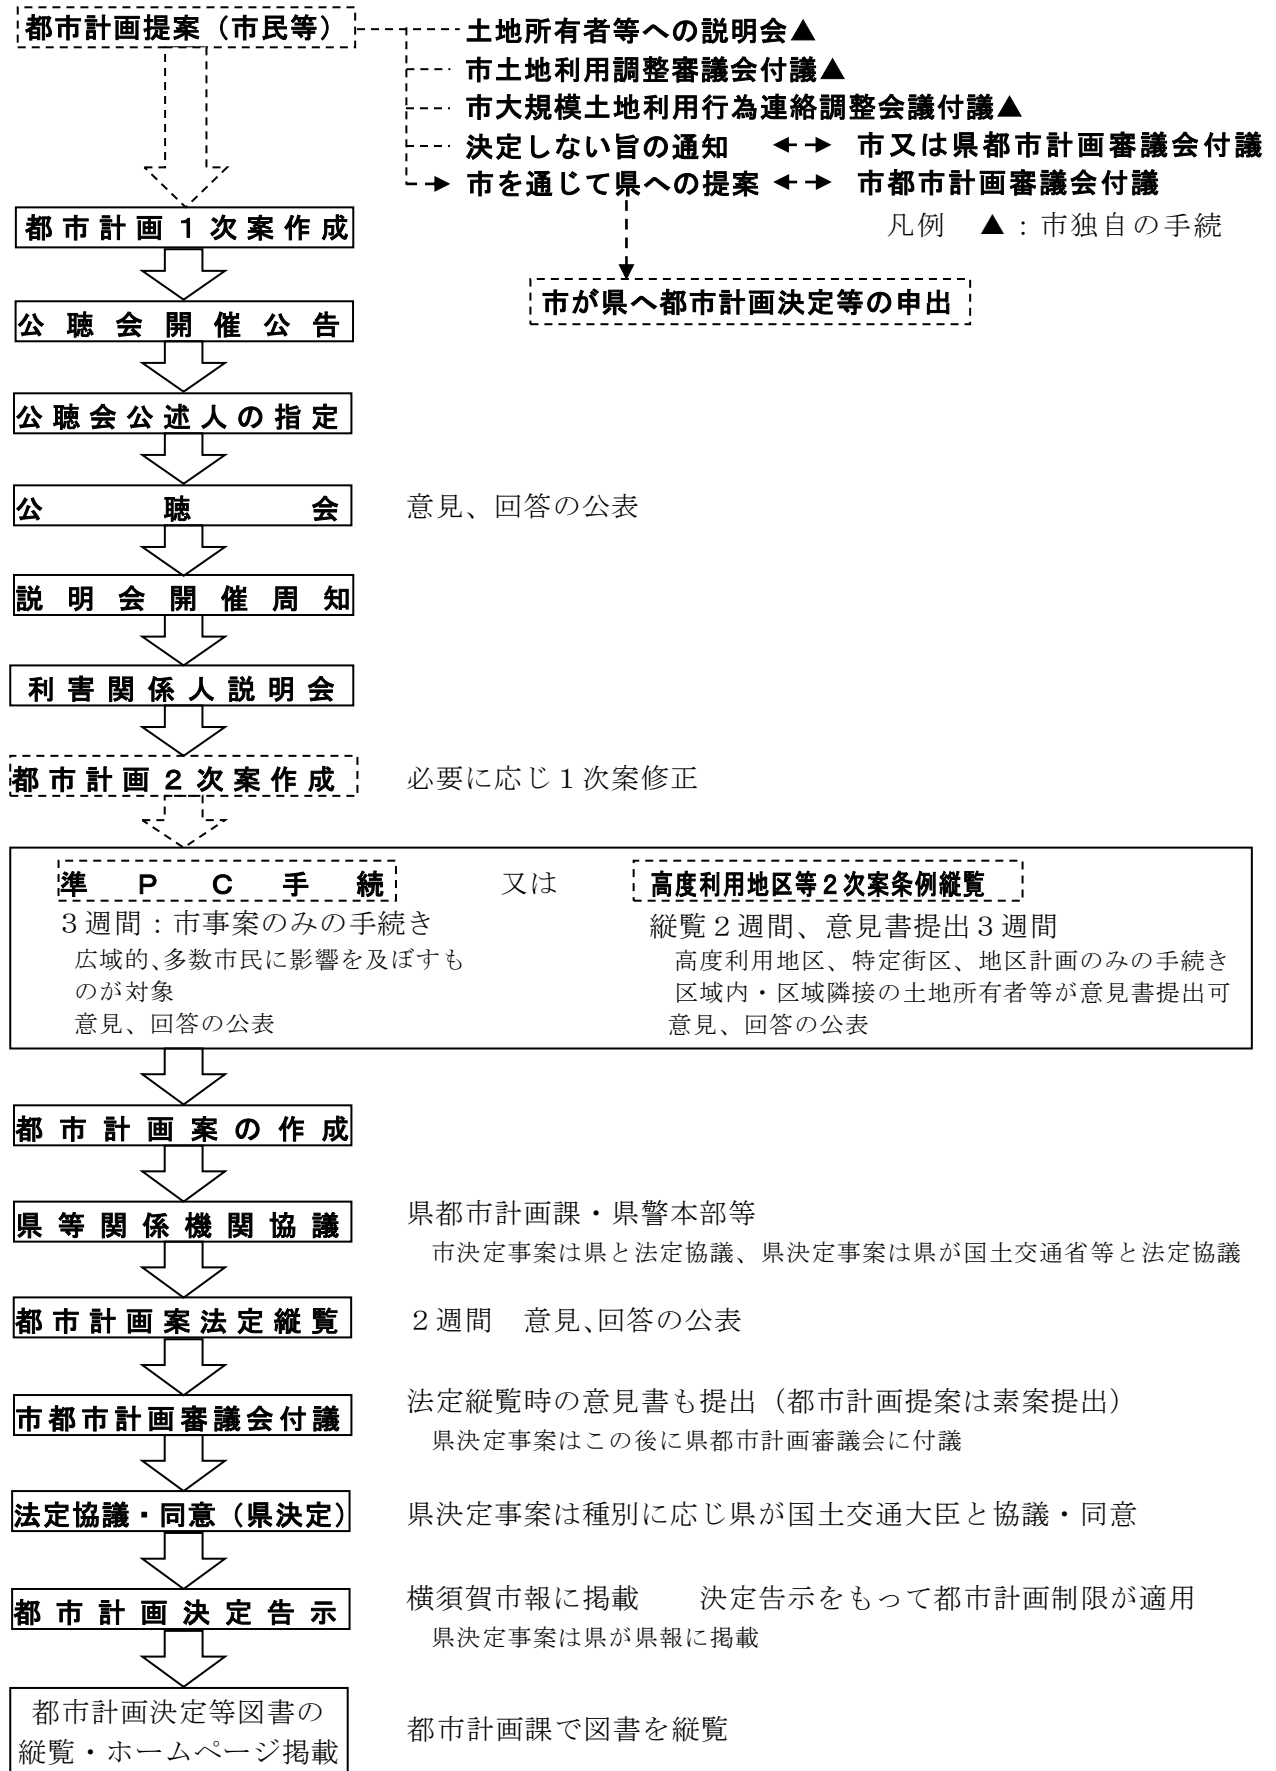 都市計画提案（市民等）
土地所有者等への説明会▲
市土地利用調整審議会付議▲
市大規模土地利用行為連絡調整会議付議▲
決定しない旨の通知 ←→ 市又は県都市計画審議会付議
市を通じて県への提案 ←→ 市都市計画審議会付議
凡例　▲：市独自の手続
市が県へ都市計画決定等の申出
都市計画１次案作成
公聴会開催公告
公聴会公述人の指定
公聴会　意見、回答の公表
説明会開催周知
利害関係人説明会
都市計画２次案作成　必要に応じ１次案修正
準ＰＣ手続　又は　高度利用地区等２次案条例縦覧
３週間：市事案のみの手続き
広域的、多数市民に影響を及ぼすも
のが対象
意見、回答の公表
縦覧２週間、意見書提出３週間
高度利用地区、特定街区、地区計画のみの手続き
区域内・区域隣接の土地所有者等が意見書提出可
意見、回答の公表
都市計画案の作成
県等関係機関協議　県都市計画課・県警本部等
市決定事案は県と法定協議、県決定事案は県が国土交通省等と法定協議
都市計画案法定縦覧　２週間　意見、回答の公表
市都市計画審議会付議　法定縦覧時の意見書も提出（都市計画提案は素案提出）
県決定事案はこの後に県都市計画審議会に付議
法定協議・同意（県決定）　県決定事案は種別に応じ県が国土交通大臣と協議・同意
都市計画決定告示　横須賀市報に掲載　　決定告示をもって都市計画制限が適用
県決定事案は県が県報に掲載
都市計画決定等図書の
縦覧・ホームページ掲載
都市計画課で図書を縦覧